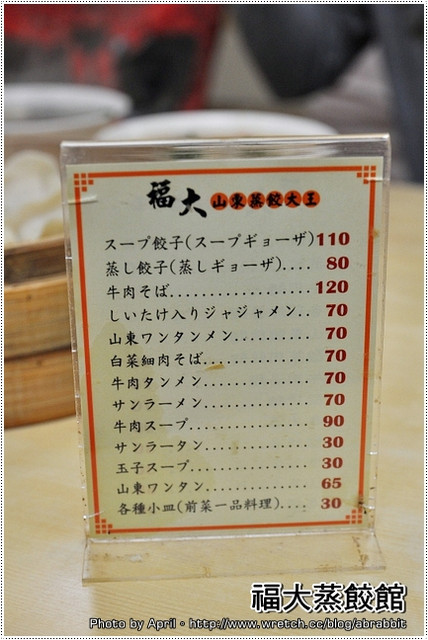 福大 山東蒸餃大王
スープ餃子(スープギョーザ)110
蒸し餃子(蒸しギョーザ).... 80
牛肉そば................120
しいたけ入りジャジャメン.. 70
山東ワンタンメン.......... 70
白菜細肉そば............. 70
牛肉タンメン............. 70
サンラーメン............. 70
牛肉スープ............... 90
サンラータン............. 30
玉子スープ............... 30
山東ワンタン............. 65
各種小皿(前菜一品料理).... 30
福大蒸餃館
Photo by April。http://www.wretch.cc/blog/abrabbit